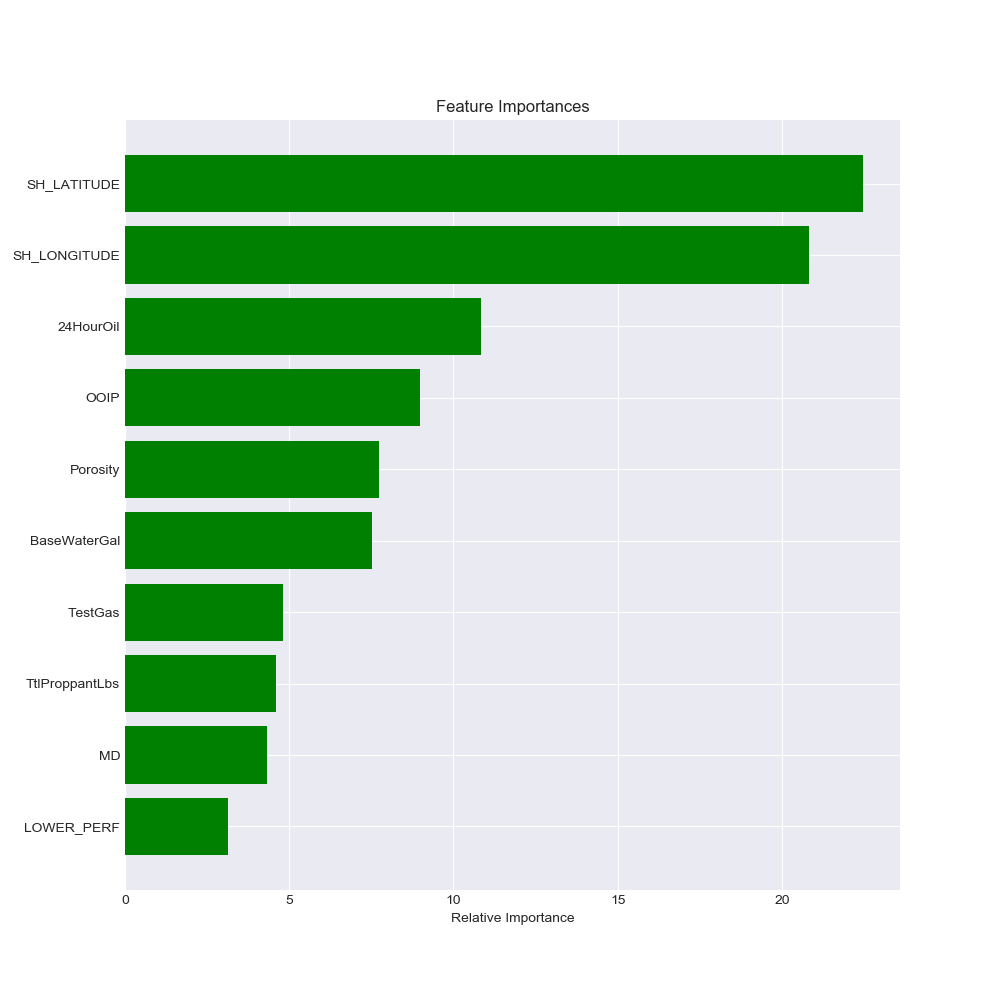 Feature Importances
SH_LATITUDE
SH_LONGITUDE
24HourOil
OOIP
Porosity
BaseWaterGal
TestGas
TtlProppantLbs
MD
LOWER_PERF
0 5 10 15 20
Relative Importance